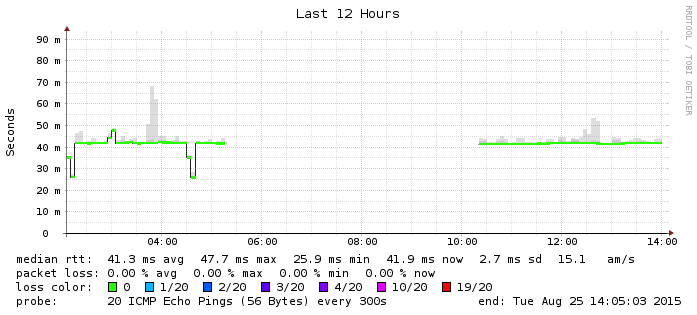 Last 12 Hours
RRDTOOL / TOBI OETIKER
Seconds
90 m
80 m
70 m
60 m
50 m
40 m
30 m
20 m
10 m
0
04:00 06:00 08:00 10:00 12:00 14:00
median rtt: 41.3 ms avg 47.7 ms max 25.9 ms min 41.9 ms now 2.7 ms sd 15.1 am/s
packet loss: 0.00 % avg 0.00 % max 0.00 % min 0.00 % now
loss color: 0 1/20 2/20 3/20 4/20 10/20 19/20
probe: 20 ICMP Echo Pings (56 Bytes) every 300s end: Tue Aug 25 14:05:03 2015